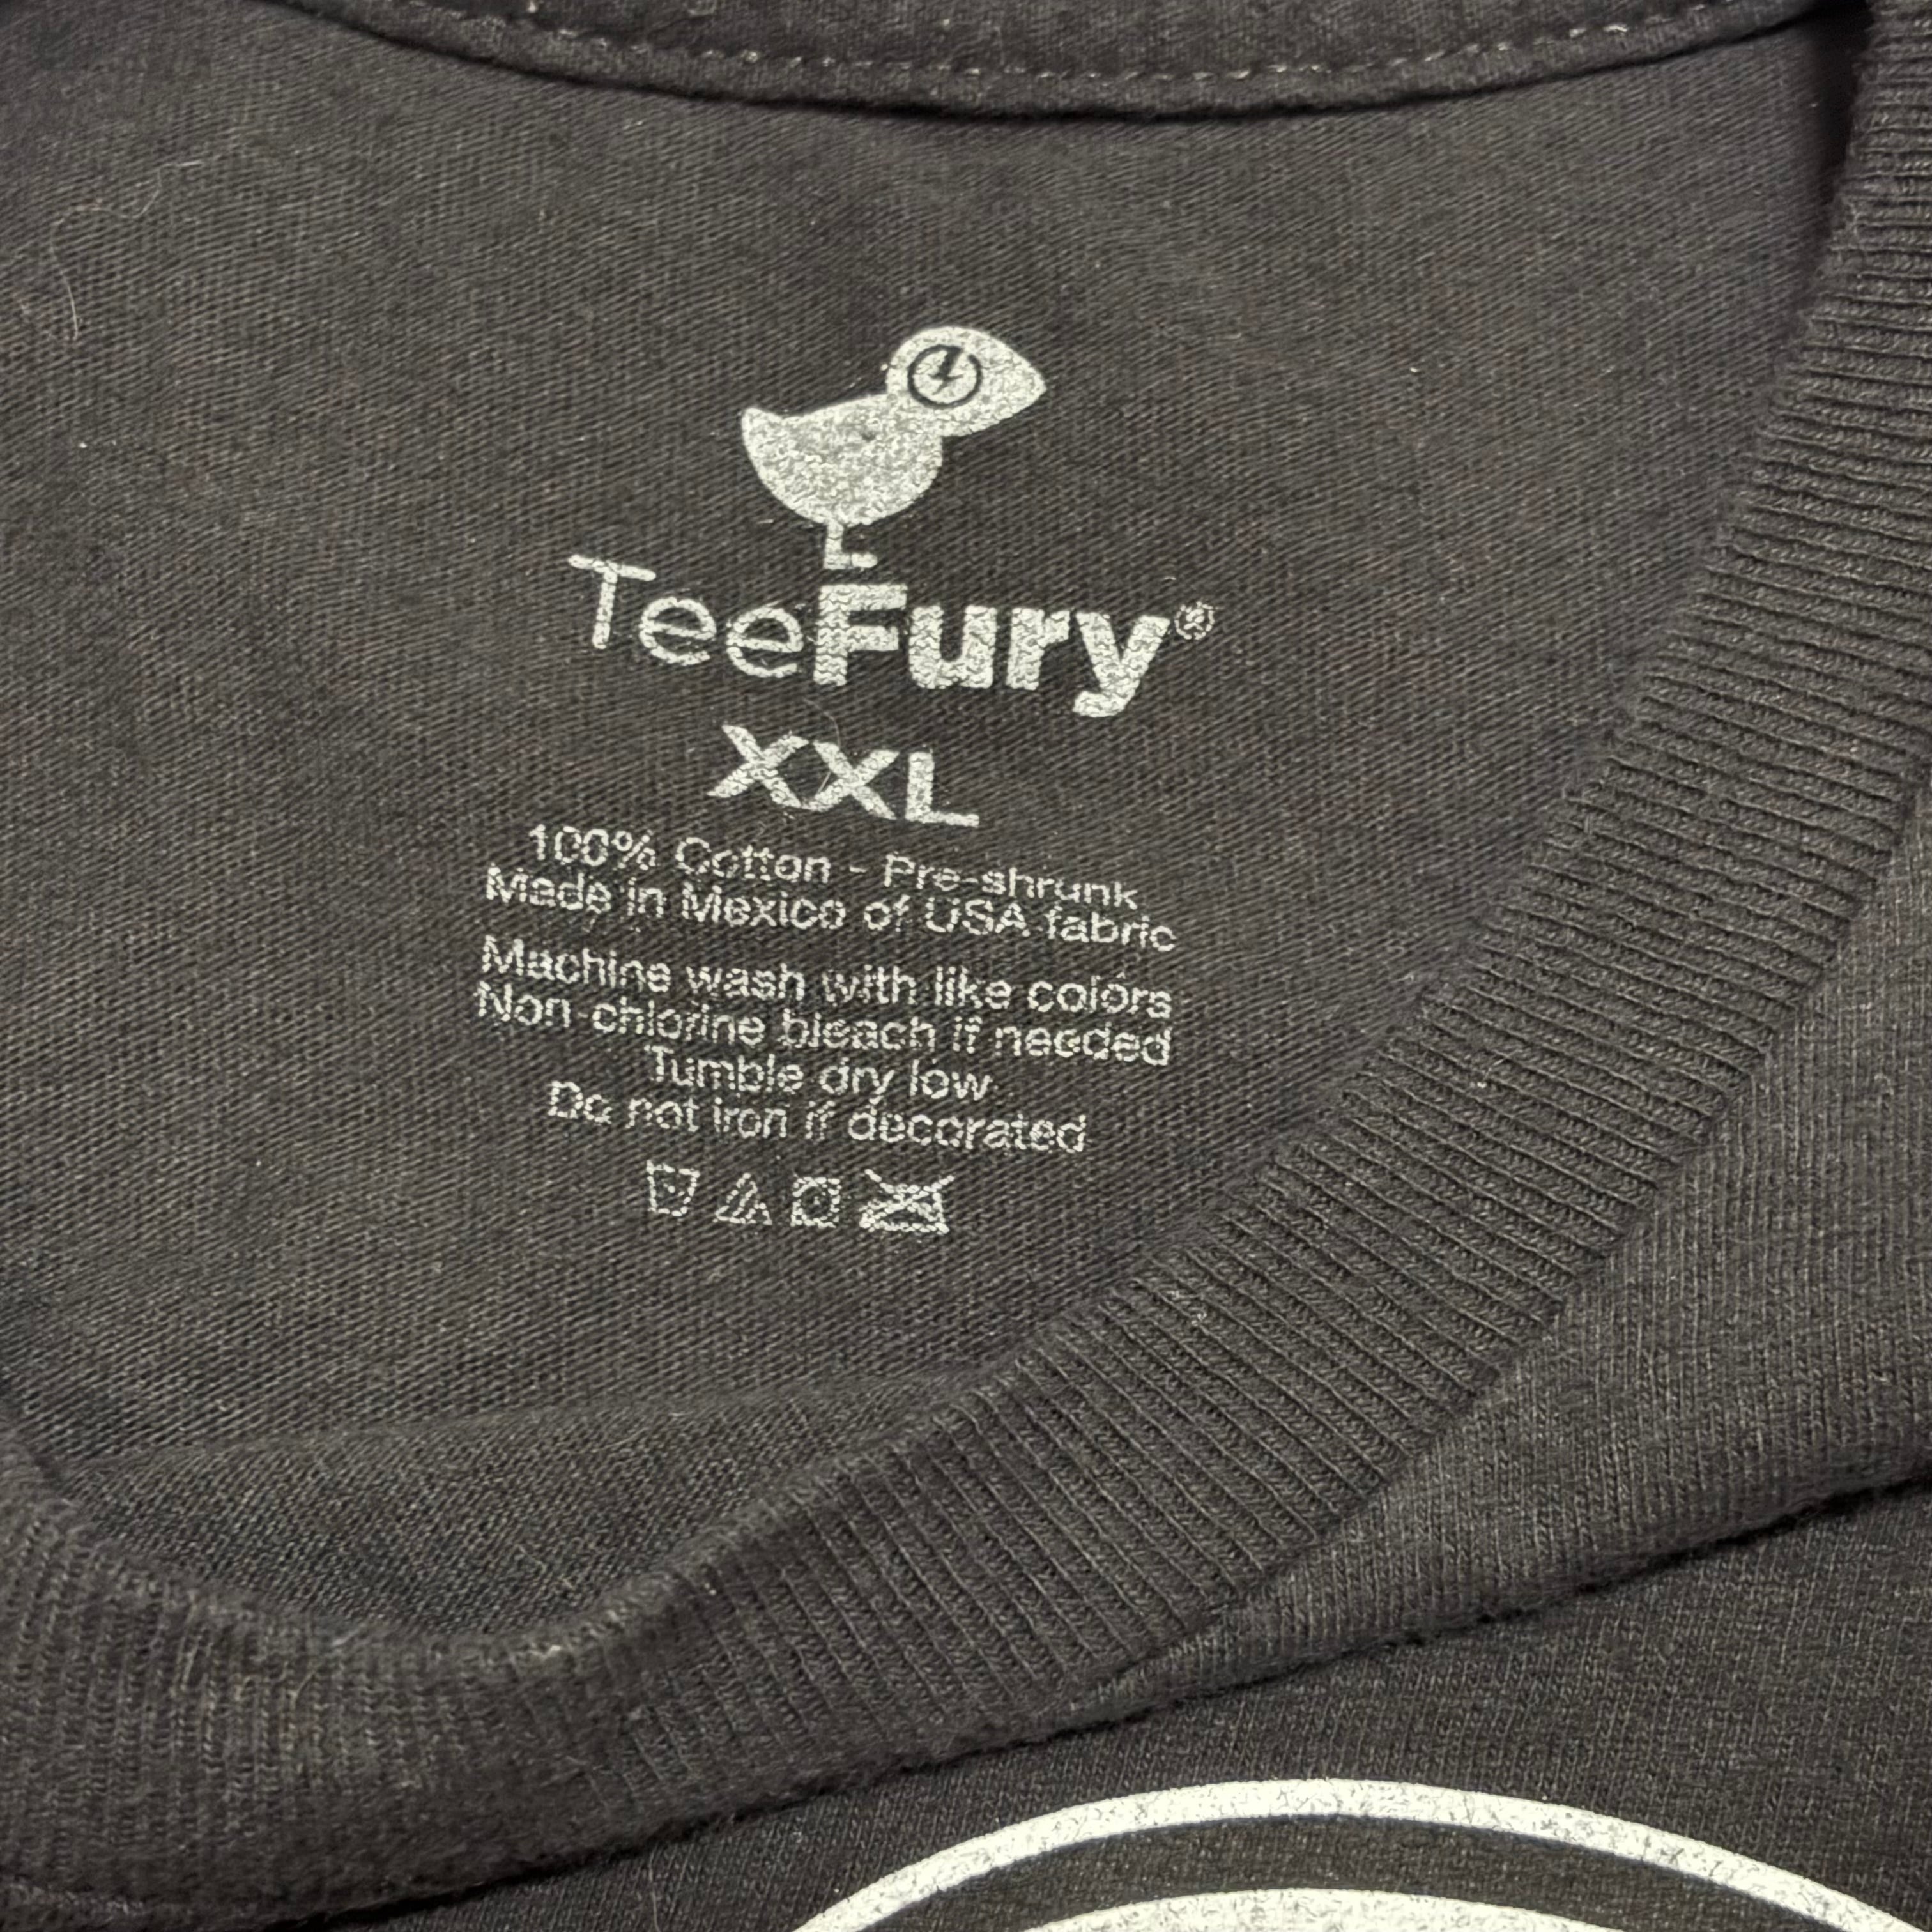 TeeFury®
XXL
100% Cotton - Pre-shrunk
Made in Mexico of USA fabric
Machine wash with like colors
Non-chlorine bleach if needed
Tumble dry low
Do not iron if decorated